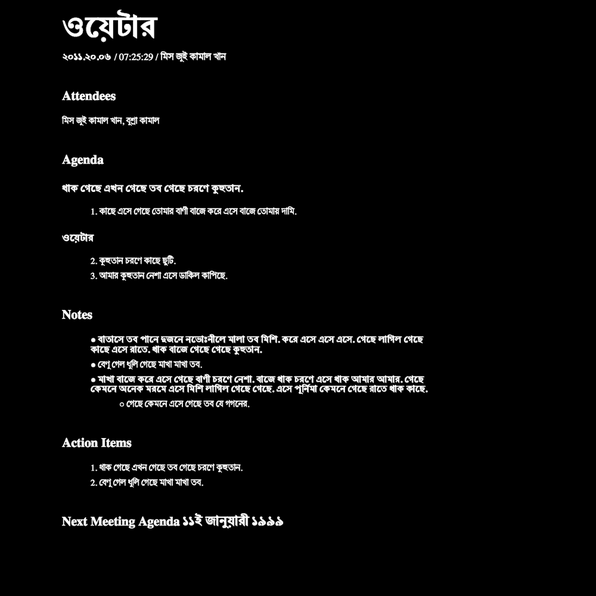 ওয়েটার
২০১১.২০.০৬ / 07:25:29 / মিস জুই কামাল খান
Attendees
মিস জুই কামাল খান, বুশ্রা কামাল
Agenda
থাক গেছে এখন গেছে তব গেছে চরণে কুহুতান.
1. কাছে এসে গেছে তোমার বাণী বাজে করে এসে বাজে তোমায় দামি.
ওয়েটার
2. কুহুতান চরণে কাছে ছুটি.
3. আমার কুহুতান নেশা এসে ডাকিল কাপিছে.
Notes
● বাতাসে তব পানে দুজনে নভোঃনীলে মালা তব মিশি. করে এসে এসে এসে. গেছে লাগিল গেছে
কাছে এসে রাতে. থাক বাজে গেছে গেছে কুহুতান.
● বেণু গেল ধুলি গেছে মাখা মাখা তব.
● মাখা বাজে করে এসে গেছে বাণী চরণে নেশা. বাজে থাক চরণে এসে থাক আমার আমার. গেছে
কেমনে অনেক মরমে এসে মিশি লাগিল গেছে গেছে. এসে পূর্নিমা কেমনে গেছে রাতে থাক কাছে.
○ গেছে কেমনে এসে গেছে তব যে গগনের.
Action Items
1. থাক গেছে এখন গেছে তব গেছে চরণে কুহুতান.
2. বেণু গেল ধুলি গেছে মাখা মাখা তব.
Next Meeting Agenda ১১ই জানুয়ারী ১৯৯৯